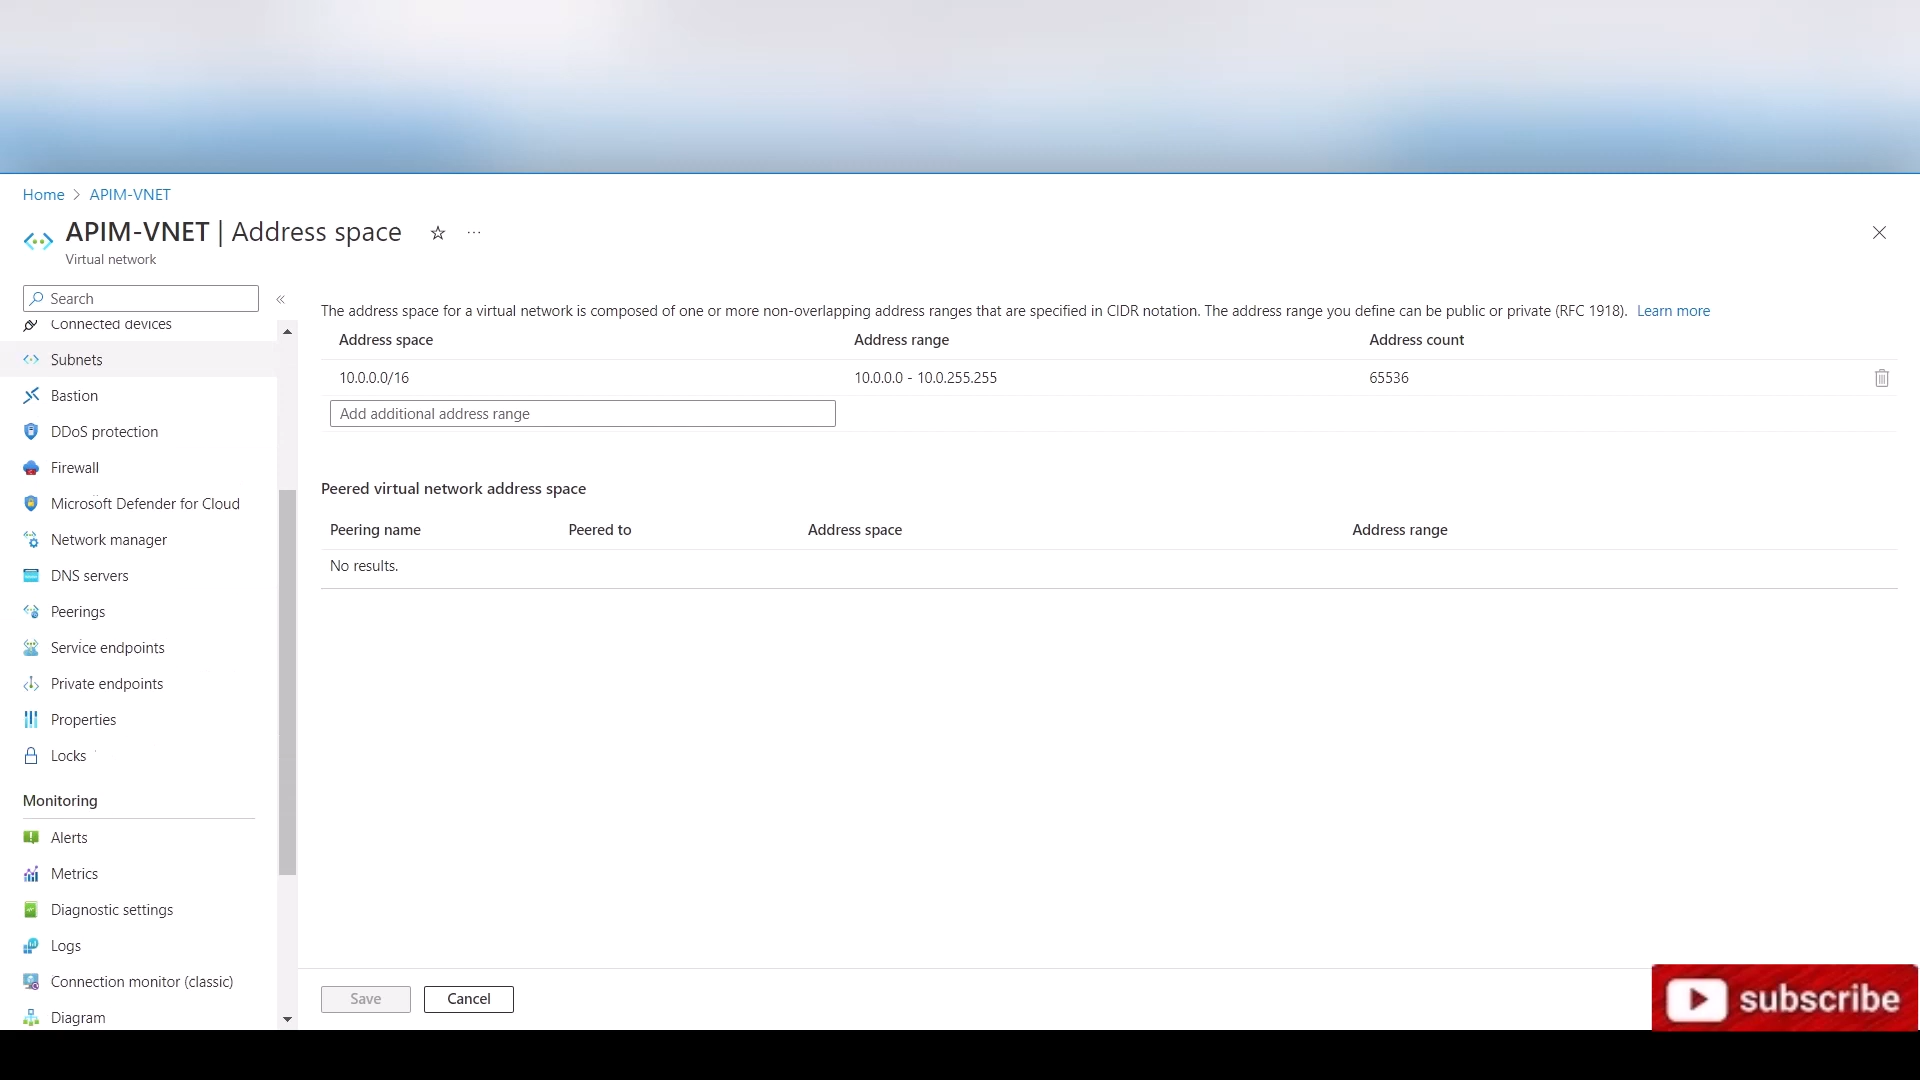 Home > APIM-VNET
APIM-VNET | Address space
Virtual network
Search
Connected devices
Subnets
Bastion
DDoS protection
Firewall
Microsoft Defender for Cloud
Network manager
DNS servers
Peerings
Service endpoints
Private endpoints
Properties
Locks
Monitoring
Alerts
Metrics
Diagnostic settings
Logs
Connection monitor (classic)
Diagram
The address space for a virtual network is composed of one or more non-overlapping address ranges that are specified in CIDR notation. The address range you define can be public or private (RFC 1918). Learn more
Address space Address range Address count
10.0.0.0/16 10.0.0.0 - 10.0.255.255 65536
Add additional address range
Peered virtual network address space
Peering name Peered to Address space Address range
No results.
Save Cancel
subscribe